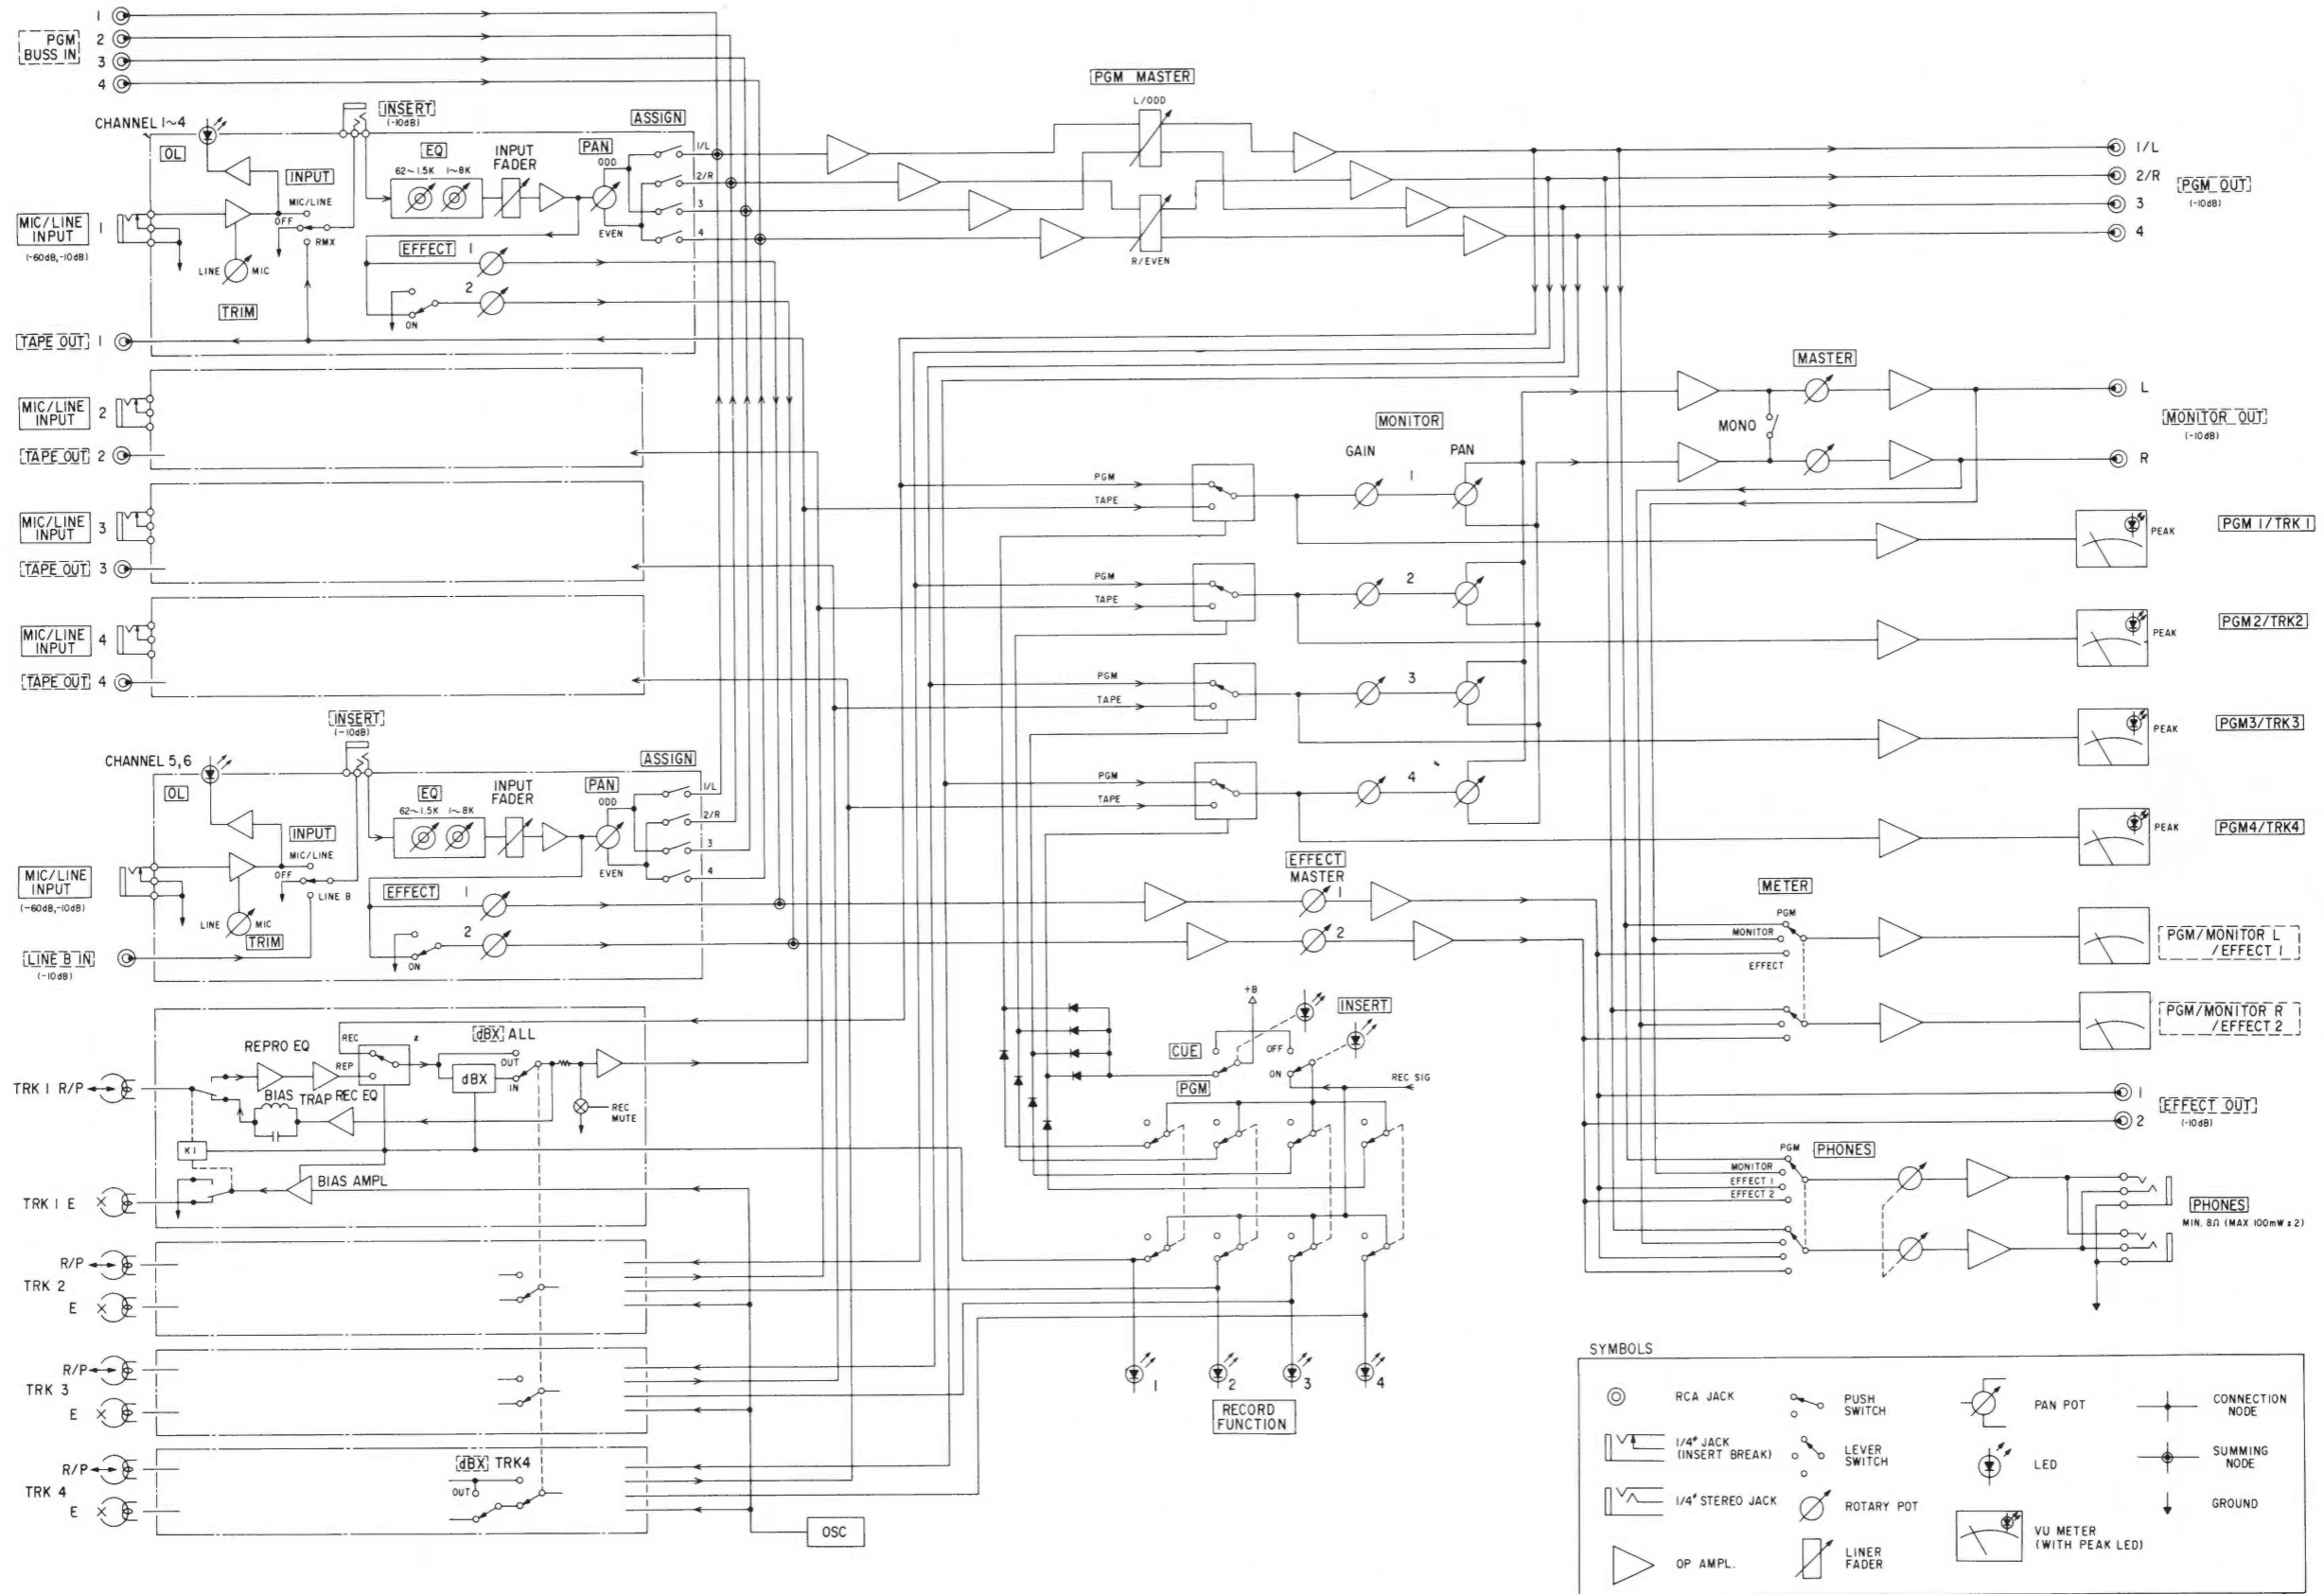 1
PGM
BUSS IN
2
3
4
CHANNEL 1~4
INSERT
(-10dB)
OL
EQ
62~1.5K 1~8K
INPUT
FADER
PAN
ODD
EVEN
ASSIGN
1/L
2/R
3
4
INPUT
MIC/LINE
OFF
RMX
MIC/LINE
INPUT
1
(-60dB,-10dB)
LINE
MIC
TRIM
EFFECT
1
2
ON
TAPE OUT 1
MIC/LINE
INPUT
2
TAPE OUT 2
MIC/LINE
INPUT
3
TAPE OUT 3
MIC/LINE
INPUT
4
TAPE OUT 4
INSERT
(-10dB)
CHANNEL 5,6
OL
EQ
62~1.5K 1~8K
INPUT
FADER
PAN
ODD
EVEN
ASSIGN
1/L
2/R
3
4
INPUT
MIC/LINE
OFF
LINE B
MIC/LINE
INPUT
(-60dB,-10dB)
LINE
MIC
TRIM
EFFECT
1
2
ON
LINE B IN
(-10dB)
REPRO EQ
REC
REP
dBX ALL
OUT
dBX
IN
TRK 1 R/P
BIAS TRAP
REC EQ
REC
MUTE
K1
BIAS AMPL
TRK 1 E
R/P
TRK 2
E
R/P
TRK 3
E
dBX TRK4
OUT
R/P
TRK 4
E
OSC
PGM MASTER
L/ODD
R/EVEN
1/L
2/R
3
4
PGM OUT
(-10dB)
MASTER
MONO
L
R
MONITOR OUT
(-10dB)
MONITOR
GAIN
PAN
PGM
TAPE
1
PGM
TAPE
2
PGM
TAPE
3
PGM
TAPE
4
PEAK
PGM 1/TRK 1
PEAK
PGM2/TRK2
PEAK
PGM3/TRK3
PEAK
PGM4/TRK4
EFFECT
MASTER
1
2
METER
PGM
MONITOR
EFFECT
PGM/MONITOR L
/EFFECT 1
PGM/MONITOR R
/EFFECT 2
+B
INSERT
CUE
OFF
ON
PGM
REC SIG
1
2
EFFECT OUT
(-10dB)
PGM
PHONES
MONITOR
EFFECT 1
EFFECT 2
PHONES
MIN. 8Ω (MAX 100mW x 2)
1
2
3
4
RECORD
FUNCTION
SYMBOLS
RCA JACK
PUSH
SWITCH
PAN POT
CONNECTION
NODE
1/4" JACK
(INSERT BREAK)
LEVER
SWITCH
LED
SUMMING
NODE
1/4" STEREO JACK
ROTARY POT
GROUND
VU METER
(WITH PEAK LED)
OP AMPL.
LINER
FADER